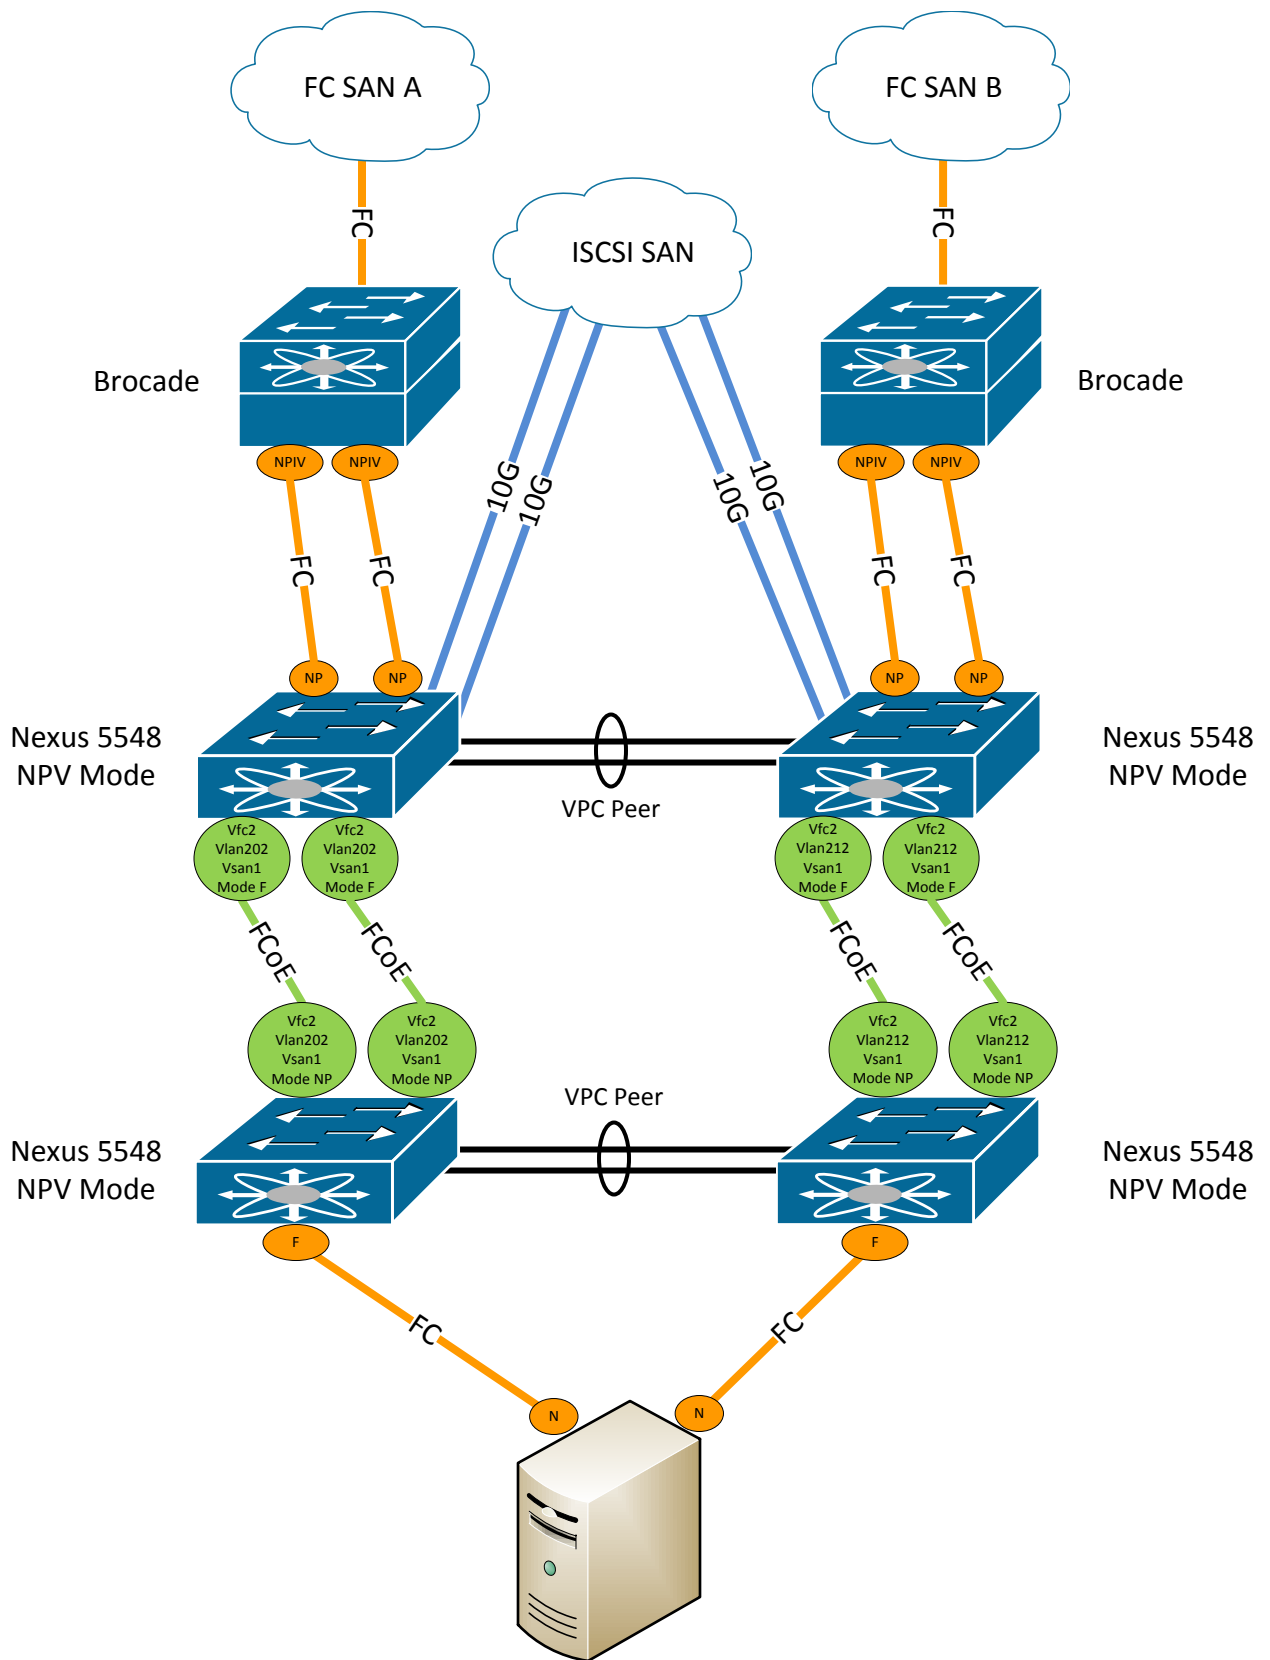 FC SAN A
FC SAN B
FC
FC
ISCSI SAN
Brocade
Brocade
NPIV
NPIV
NPIV
NPIV
10G
10G
10G
10G
FC
FC
FC
FC
NP
NP
NP
NP
Nexus 5548
NPV Mode
Nexus 5548
NPV Mode
VPC Peer
Vfc2
Vlan202
Vsan1
Mode F
Vfc2
Vlan202
Vsan1
Mode F
Vfc2
Vlan212
Vsan1
Mode F
Vfc2
Vlan212
Vsan1
Mode F
FCoE
FCoE
FCoE
FCoE
Vfc2
Vlan202
Vsan1
Mode NP
Vfc2
Vlan202
Vsan1
Mode NP
Vfc2
Vlan212
Vsan1
Mode NP
Vfc2
Vlan212
Vsan1
Mode NP
VPC Peer
Nexus 5548
NPV Mode
Nexus 5548
NPV Mode
F
F
FC
FC
N
N